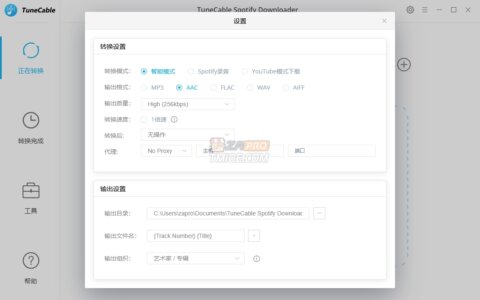 TuneCable
TuneCable Spotify Downloader
设置
正在转换
转换完成
工具
帮助
转换设置
转换模式: 智能模式 Spotify录音 YouTube模式下载
输出格式: MP3 AAC FLAC WAV AIFF
输出质量: High (256kbps)
转换速度: 1倍速
转换后: 无操作
代理: No Proxy 主机 端口
TMIOE.COM
输出设置
输出目录: C:\Users\zapro\Documents\TuneCable Spotify Downloac ...
输出文件名: {Track Number} {Title} +
输出组织: 艺术家 / 专辑